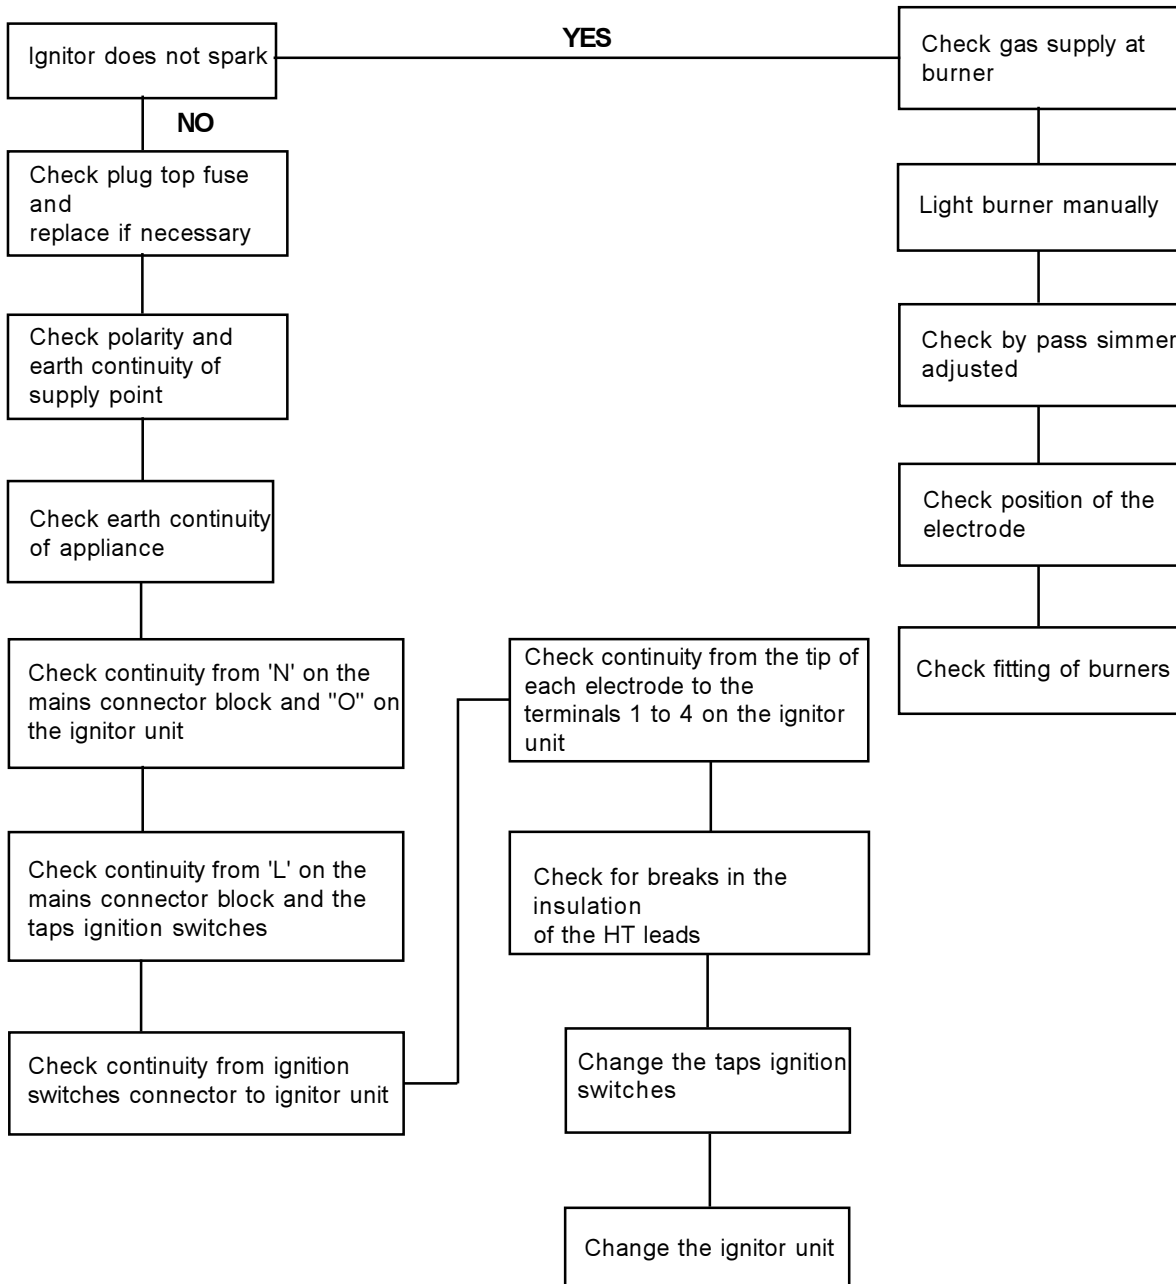 Ignitor does not spark
YES
NO
Check plug top fuse
and
replace if necessary
Check polarity and
earth continuity of
supply point
Check earth continuity
of appliance
Check continuity from 'N' on the
mains connector block and "O" on
the ignitor unit
Check continuity from 'L' on the
mains connector block and the
taps ignition switches
Check continuity from ignition
switches connector to ignitor unit
Check continuity from the tip of
each electrode to the
terminals 1 to 4 on the ignitor
unit
Check for breaks in the
insulation
of the HT leads
Change the taps ignition
switches
Change the ignitor unit
Check gas supply at
burner
Light burner manually
Check by pass simmer
adjusted
Check position of the
electrode
Check fitting of burners